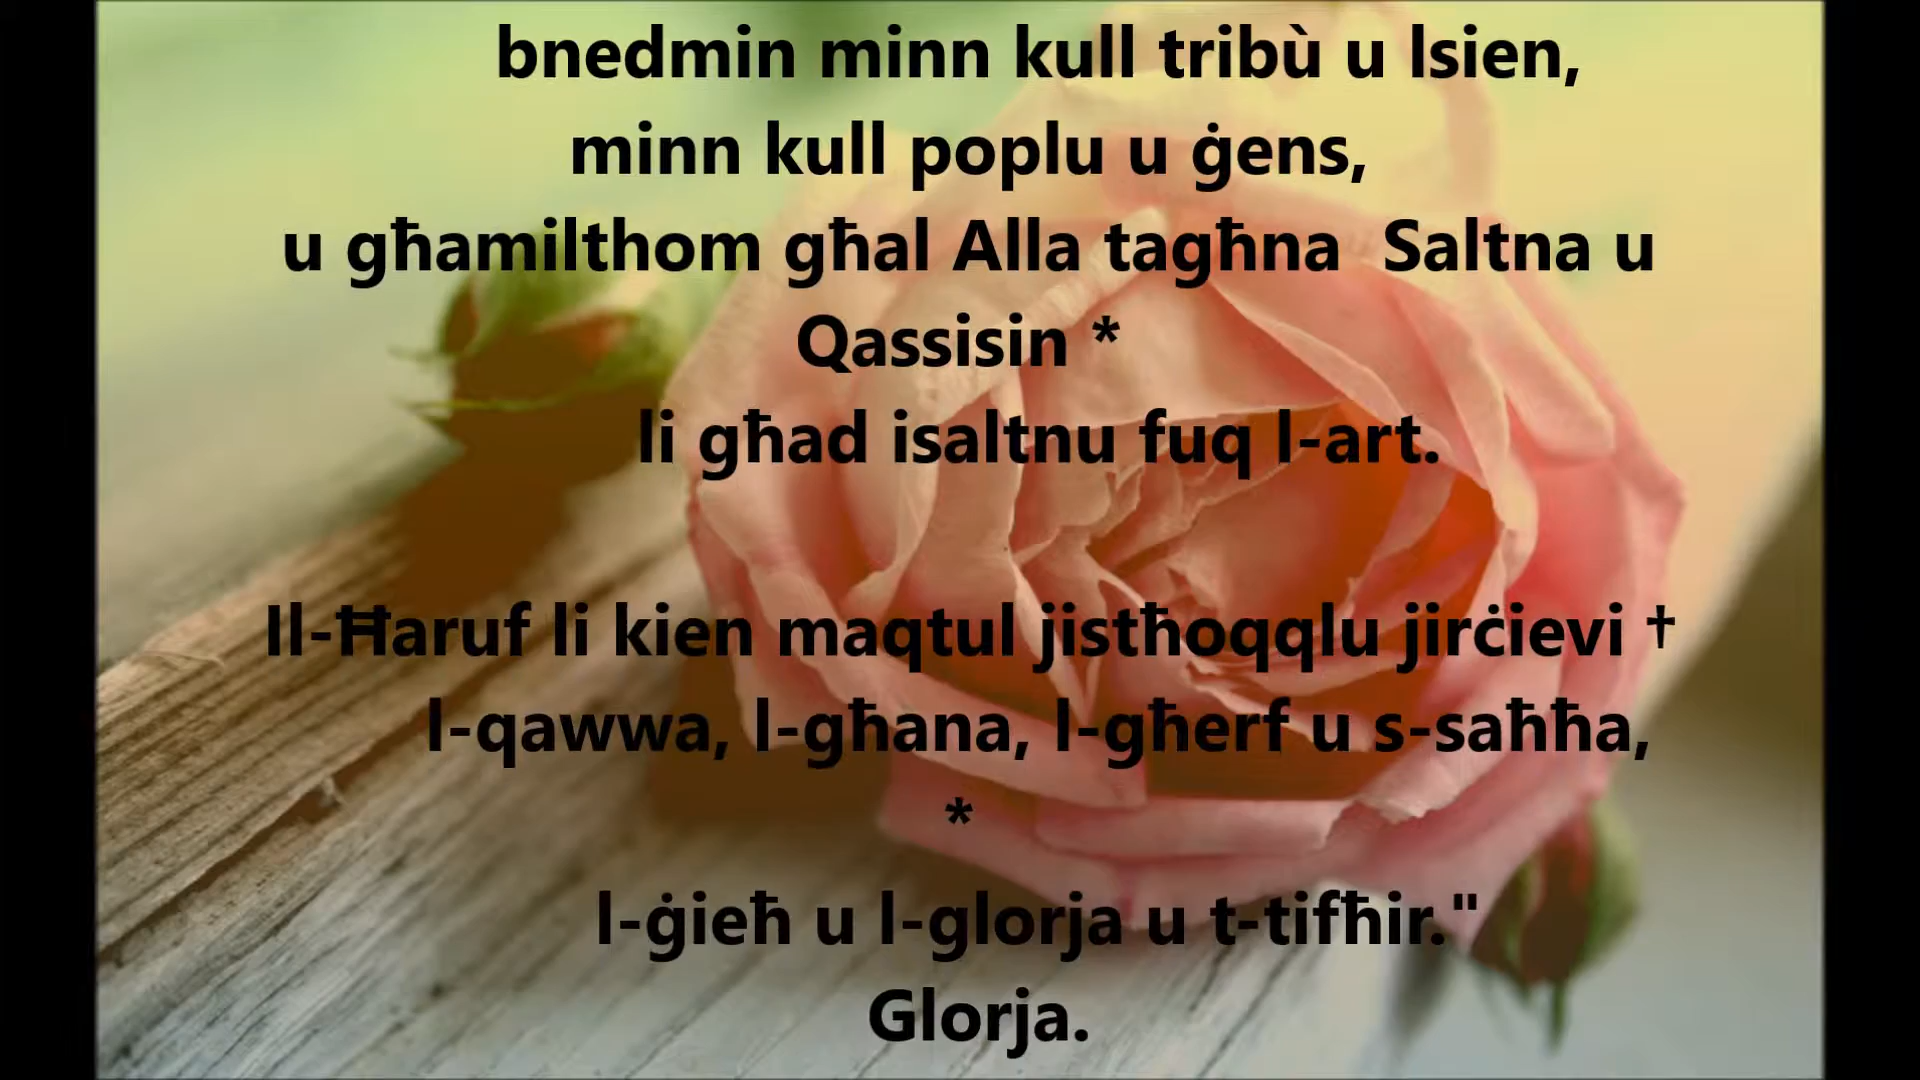 bnedmin minn kull tribù u lsien,
minn kull poplu u ġens,
u għamilthom għal Alla tagħna Saltna u
Qassisin *
li għad isaltnu fuq l-art.
Il-Ħaruf li kien maqtul jistħoqqlu jirċievi †
l-qawwa, l-għana, l-għerf u s-saħħa,
*
l-ġieħ u l-glorja u t-tifħir."
Glorja.